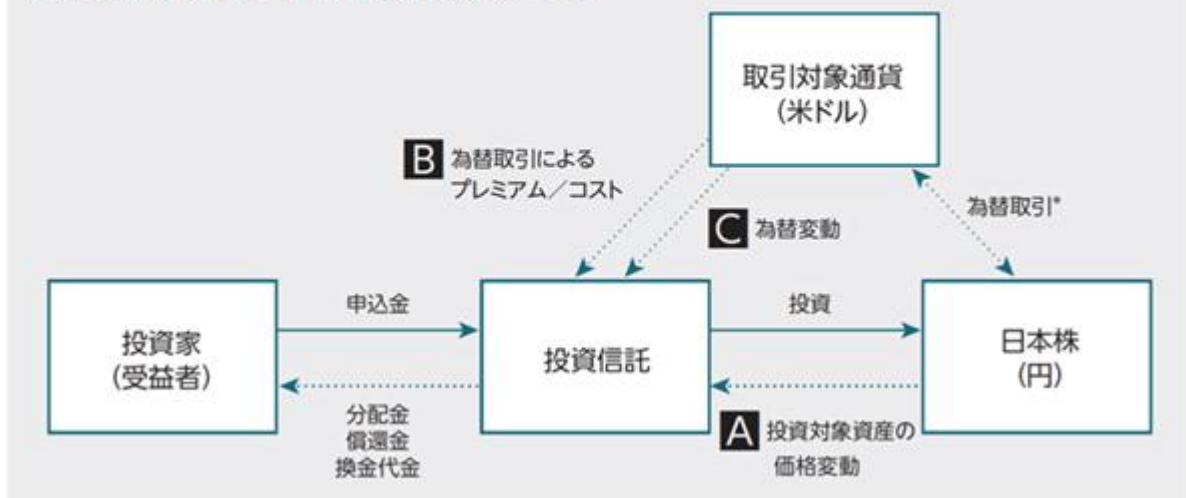 取引対象通貨
(米ドル)
B 為替取引による
プレミアム／コスト
為替取引*
C 為替変動
申込金
投資
投資家
(受益者)
投資信託
日本株
(円)
分配金
償還金
換金代金
A 投資対象資産の
価格変動